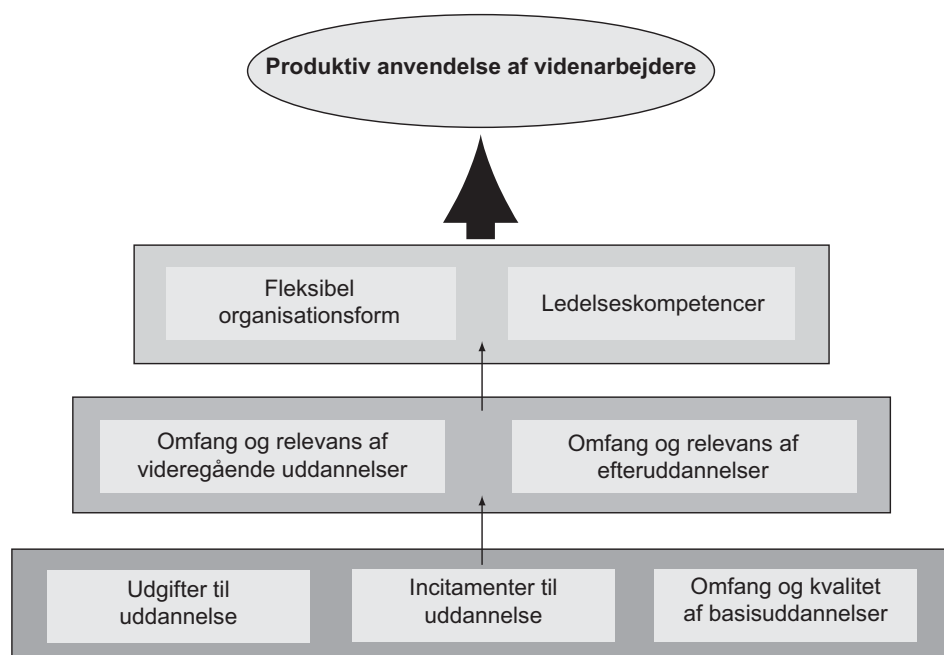 Produktiv anvendelse af videnarbejdere
Fleksibel
organisationsform
Ledelseskompetencer
Omfang og relevans af
videregående uddannelser
Omfang og relevans af
efteruddannelser
Udgifter til
uddannelse
Incitamenter til
uddannelse
Omfang og kvalitet
af basisuddannelser